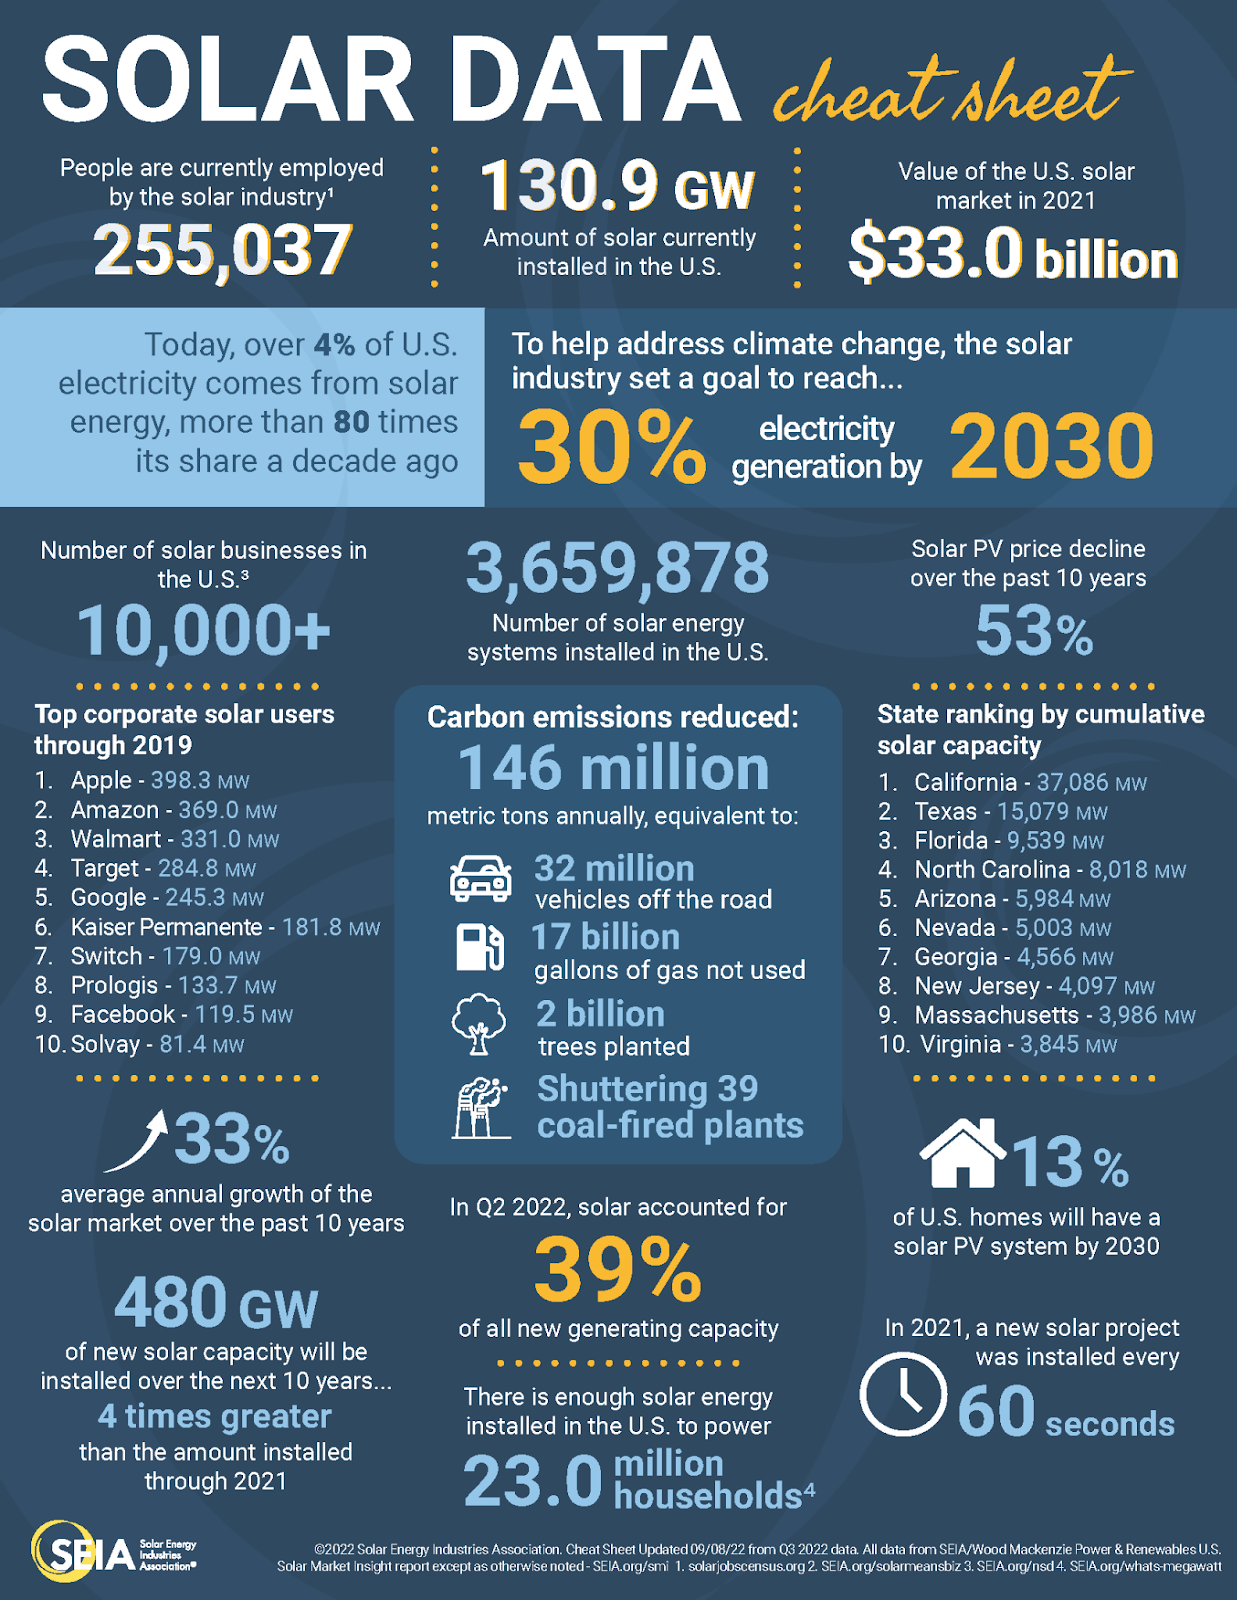 SOLAR DATA cheat sheet
People are currently employed
by the solar industry¹
255,037
130.9 GW
Amount of solar currently
installed in the U.S.
Value of the U.S. solar
market in 2021
$33.0 billion
Today, over 4% of U.S.
electricity comes from solar
energy, more than 80 times
its share a decade ago
To help address climate change, the solar
industry set a goal to reach...
30% electricity
generation by 2030
Number of solar businesses in
the U.S.³
10,000+
3,659,878
Number of solar energy
systems installed in the U.S.
Solar PV price decline
over the past 10 years
53%
Top corporate solar users
through 2019
1. Apple - 398.3 MW
2. Amazon - 369.0 MW
3. Walmart - 331.0 MW
4. Target - 284.8 MW
5. Google - 245.3 MW
6. Kaiser Permanente - 181.8 MW
7. Switch - 179.0 MW
8. Prologis - 133.7 MW
9. Facebook - 119.5 MW
10. Solvay - 81.4 MW
Carbon emissions reduced:
146 million
metric tons annually, equivalent to:
32 million
vehicles off the road
17 billion
gallons of gas not used
2 billion
trees planted
Shuttering 39
coal-fired plants
State ranking by cumulative
solar capacity
1. California - 37,086 MW
2. Texas - 15,079 MW
3. Florida - 9,539 MW
4. North Carolina - 8,018 MW
5. Arizona - 5,984 MW
6. Nevada - 5,003 MW
7. Georgia - 4,566 MW
8. New Jersey - 4,097 MW
9. Massachusetts - 3,986 MW
10. Virginia - 3,845 MW
33%
average annual growth of the
solar market over the past 10 years
480 GW
of new solar capacity will be
installed over the next 10 years...
4 times greater
than the amount installed
through 2021
In Q2 2022, solar accounted for
39%
of all new generating capacity
There is enough solar energy
installed in the U.S. to power
23.0 million
households⁴
13%
of U.S. homes will have a
solar PV system by 2030
In 2021, a new solar project
was installed every
60 seconds
SEIA Solar Energy
Industries
Association®
©2022 Solar Energy Industries Association. Cheat Sheet Updated 09/08/22 from Q3 2022 data. All data from SEIA/Wood Mackenzie Power & Renewables U.S.
Solar Market Insight report except as otherwise noted - SEIA.org/smi 1. solarjobscensus.org 2. SEIA.org/solarmeansbiz 3. SEIA.org/nsd 4. SEIA.org/whats-megawatt